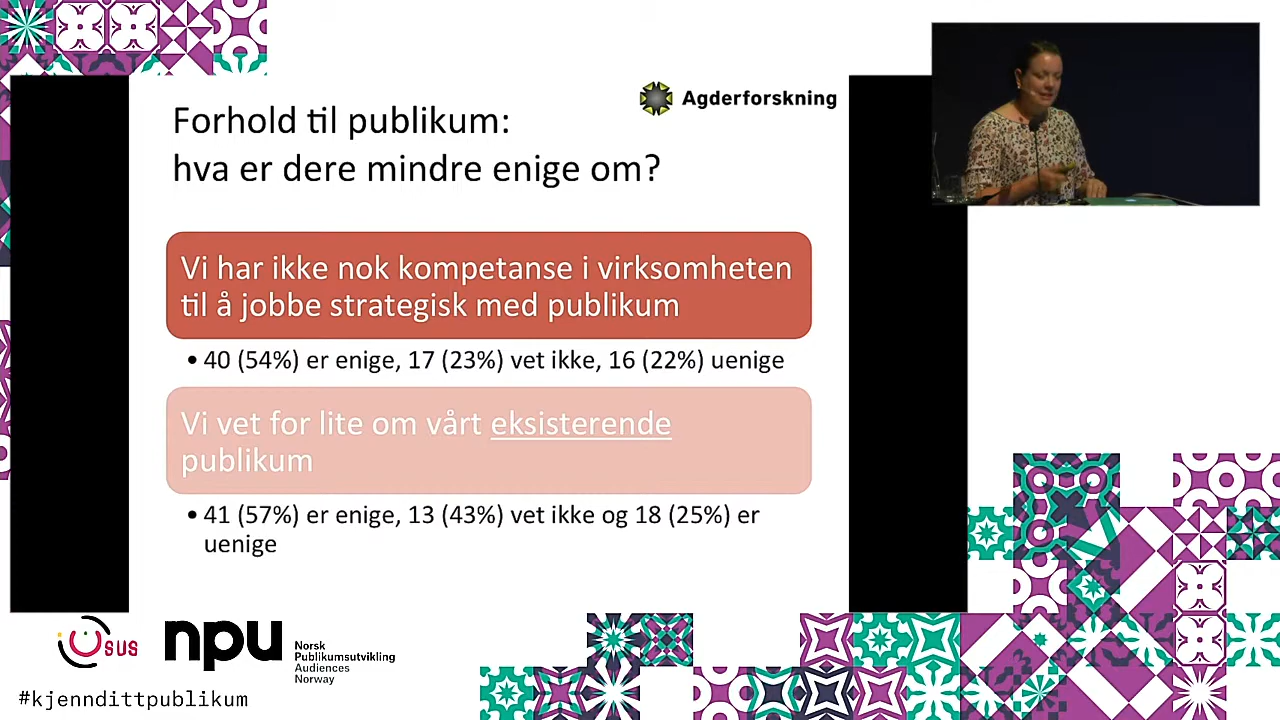 Agderforskning
Forhold til publikum:
hva er dere mindre enige om?
Vi har ikke nok kompetanse i virksomheten
til å jobbe strategisk med publikum
• 40 (54%) er enige, 17 (23%) vet ikke, 16 (22%) uenige
Vi vet for lite om vårt eksisterende
publikum
• 41 (57%) er enige, 13 (43%) vet ikke og 18 (25%) er
uenige
usus
npu
Norsk
Publikumsutvikling
Audiences
Norway
#kjenndittpublikum